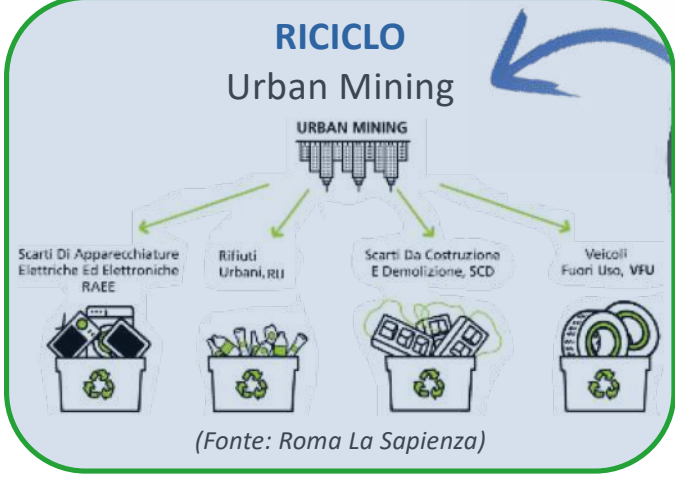 RICICLO
Urban Mining
URBAN MINING
Scarti Di Apparecchiature
Elettriche Ed Elettroniche
RAEE
Rifiuti
Urbani, RU
Scarti Da Costruzione
E Demolizione, SCD
Veicoli
Fuori Uso, VFU
(Fonte: Roma La Sapienza)